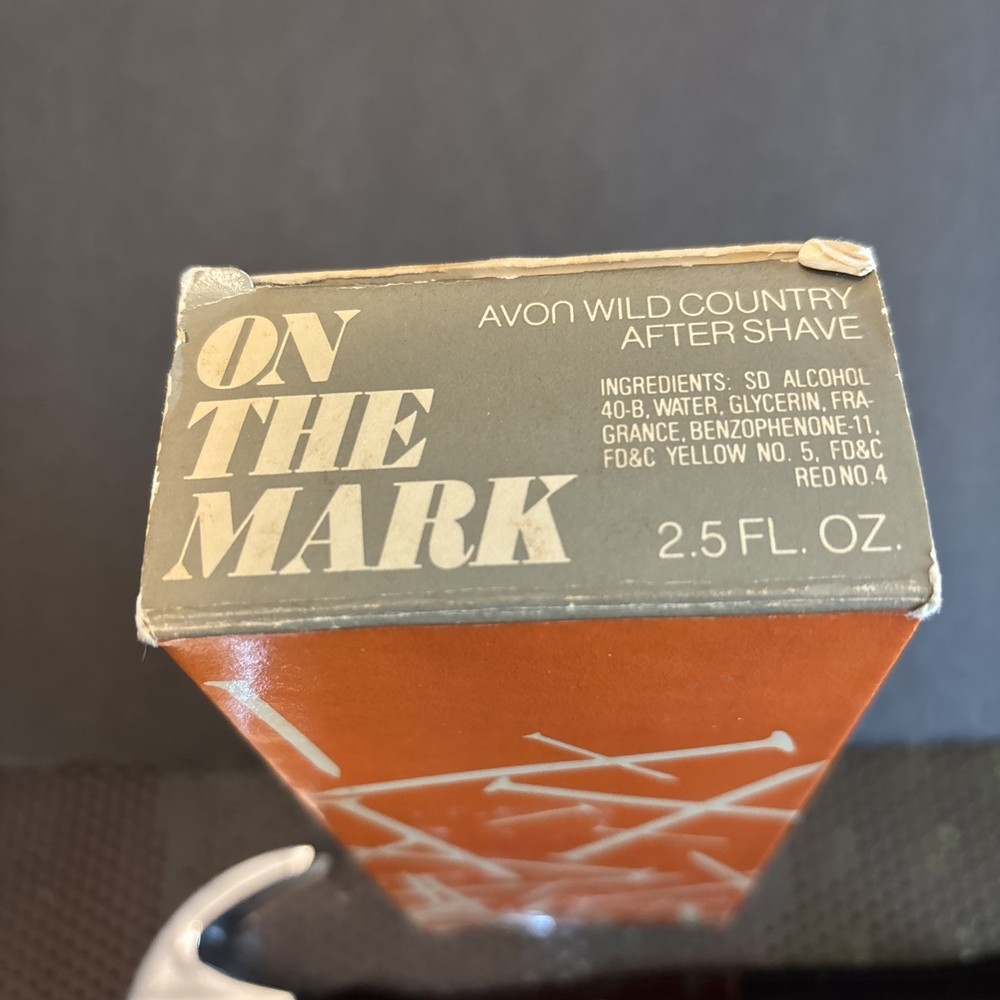 ON
THE
MARK
AVON WILD COUNTRY
AFTER SHAVE
INGREDIENTS: SD ALCOHOL
40-B, WATER, GLYCERIN, FRA-
GRANCE, BENZOPHENONE-11,
FD&C YELLOW NO. 5, FD&C
RED NO. 4
2.5 FL. OZ.